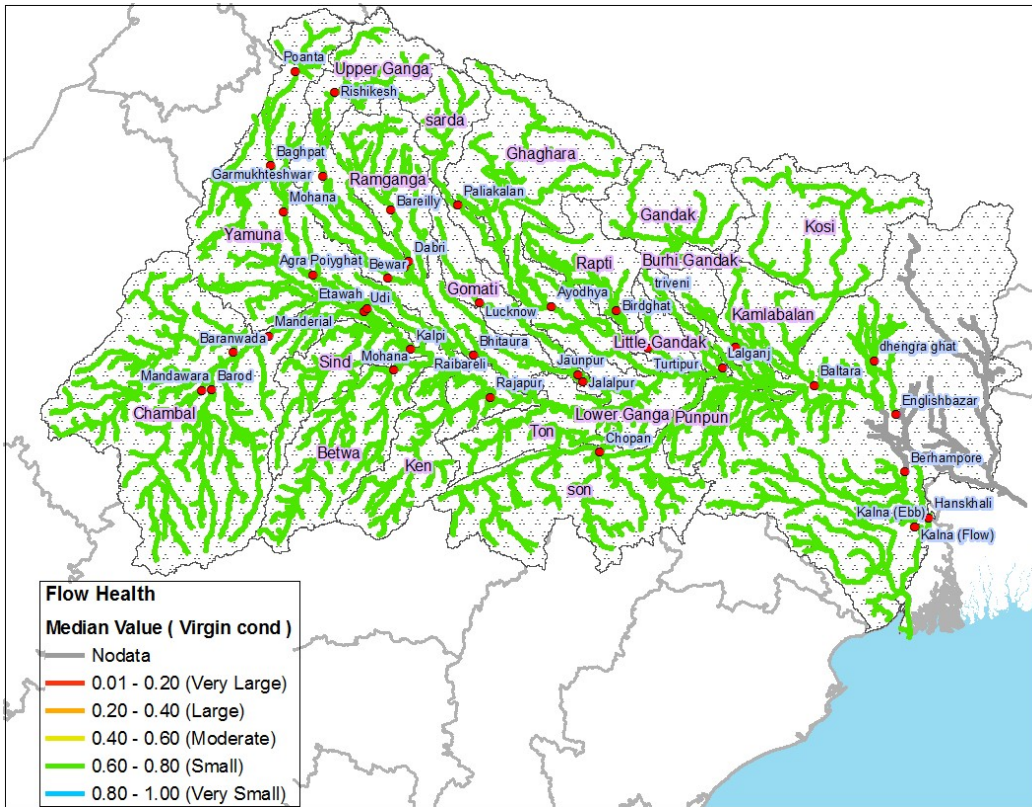 Poanta
Upper Ganga
Rishikesh
sarda
Ghaghara
Baghpat
Garmukhteshwar
Ramganga
Mohana
Bareilly
Paliakalan
Gandak
Kosi
Yamuna
Dabri
Agra Poiyghat
Bewar
Rapti
Burhi Gandak
triveni
Gomati
Etawah
Udi
Lucknow
Ayodhya
Birdghat
Kamlabalan
Manderial
Baranwada
Kalpi
Bhitaura
Little Gandak
Lalganj
dhengra ghat
Sind
Mohana
Raibareli
Jaunpur
Turtipur
Mandawara
Barod
Rajapur
Jalalpur
Baltara
Chambal
Lower Ganga
Punpun
Englishbazar
Ton
Chopan
Betwa
Ken
Berhampore
son
Hanskhali
Kalna (Ebb)
Kalna (Flow)
Flow Health
Median Value ( Virgin cond )
Nodata
0.01 - 0.20 (Very Large)
0.20 - 0.40 (Large)
0.40 - 0.60 (Moderate)
0.60 - 0.80 (Small)
0.80 - 1.00 (Very Small)